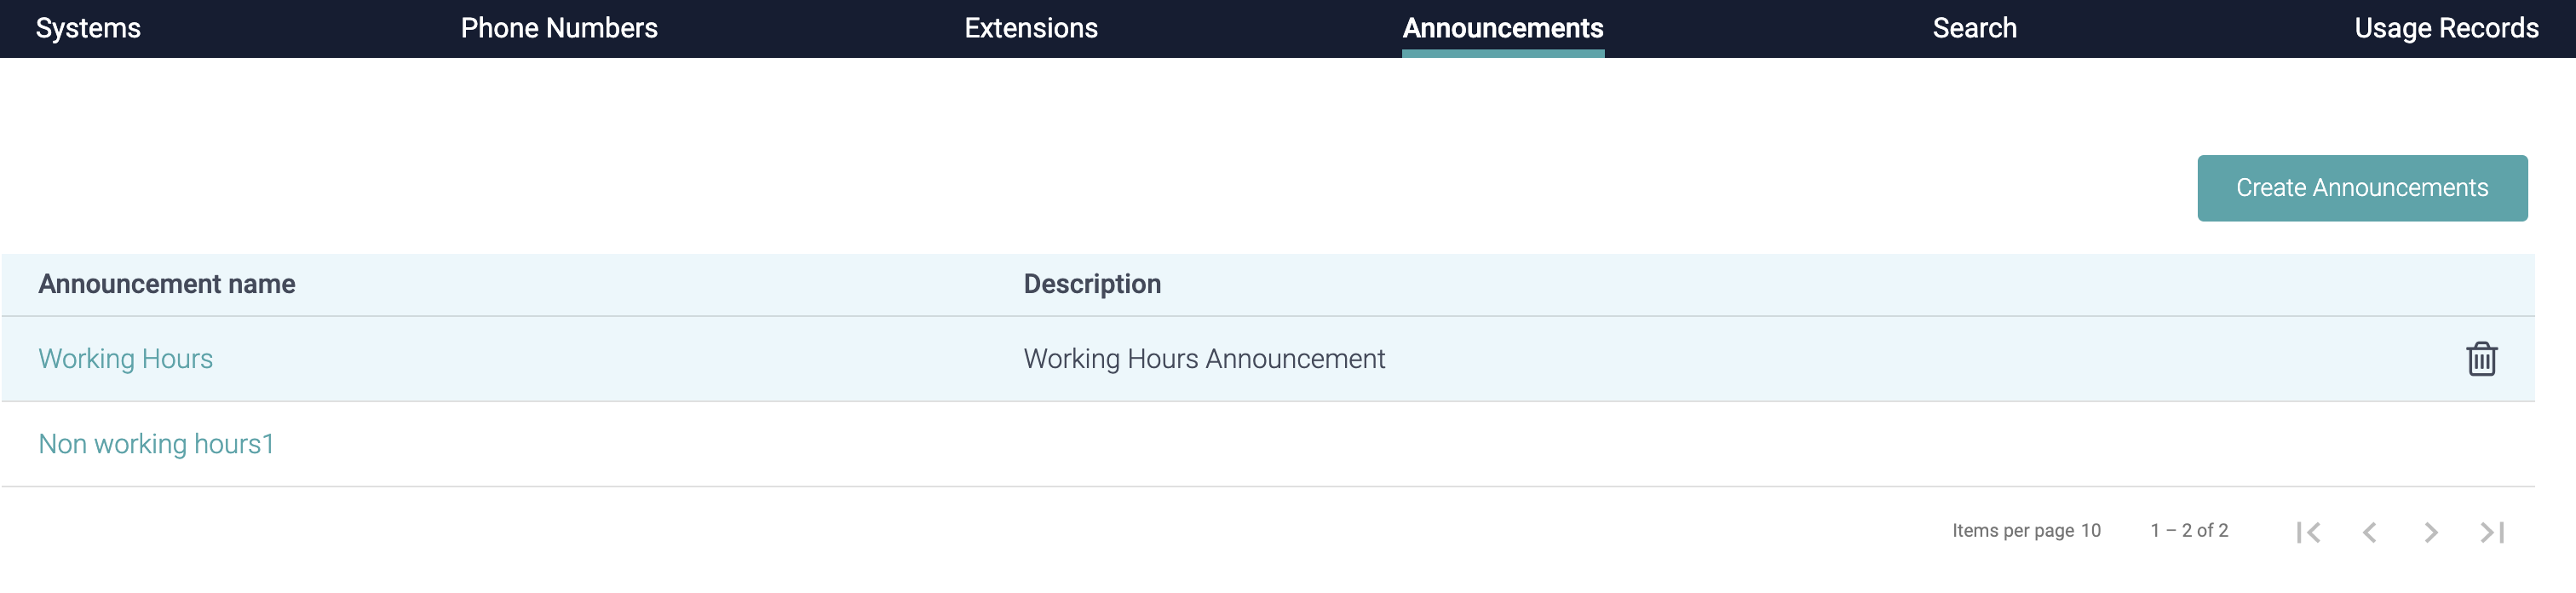 Systems Phone Numbers Extensions Announcements Search Usage Records
Create Announcements
Announcement name Description
Working Hours Working Hours Announcement
Non working hours1
Items per page 10 1 – 2 of 2